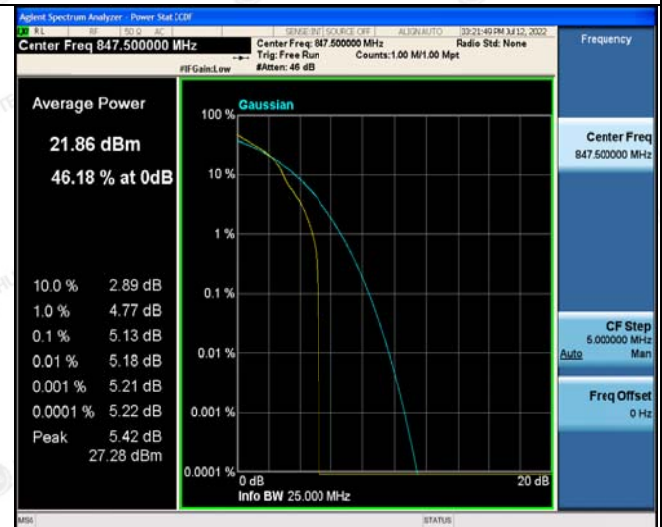 Agilent Spectrum Analyzer - Power Stat CCDF
RL RF 50 Ω AC SENSE:INT SOURCE OFF ALIGN AUTO 03:21:49 PM Jul 12, 2022
Center Freq 847.500000 MHz
Center Freq: 847.500000 MHz Radio Std: None
Trig: Free Run Counts:1.00 M/1.00 Mpt
#IFGain:Low #Atten: 46 dB
Frequency
Average Power
21.86 dBm
46.18 % at 0dB
10.0 % 2.89 dB
1.0 % 4.77 dB
0.1 % 5.13 dB
0.01 % 5.18 dB
0.001 % 5.21 dB
0.0001 % 5.22 dB
Peak 5.42 dB
27.28 dBm
Gaussian
100 %
10 %
1 %
0.1 %
0.01 %
0.001 %
0.0001 %
0 dB 20 dB
Info BW 25.000 MHz
Center Freq
847.500000 MHz
CF Step
5.000000 MHz
Auto Man
Freq Offset
0 Hz
MSG STATUS